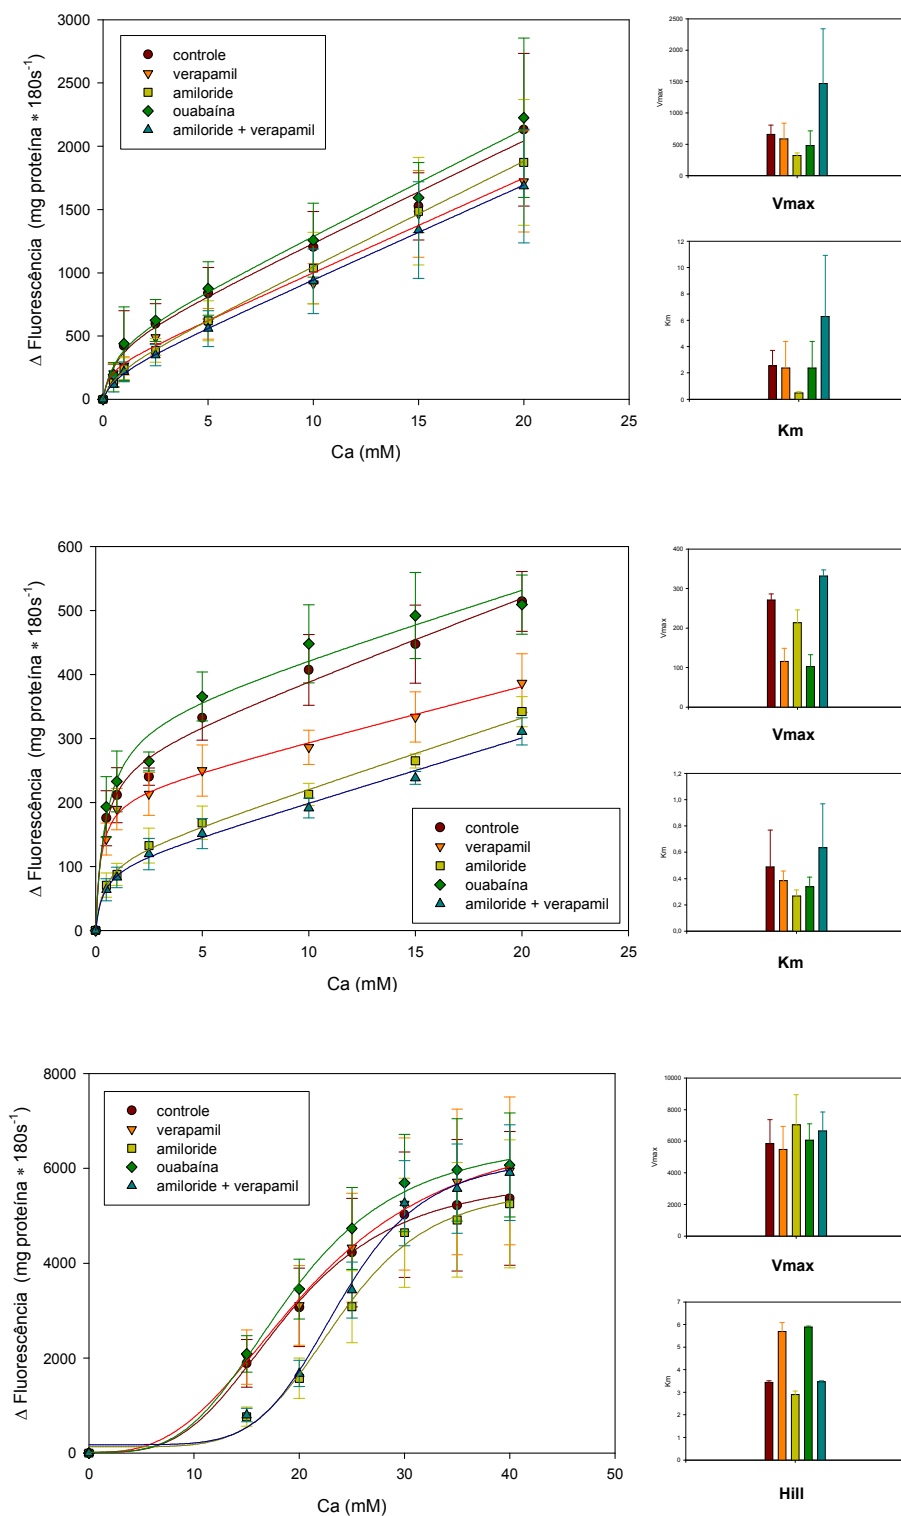 3000
2500
2000
1500
1000
500
0
Δ Fluorescência (mg proteína * 180s⁻¹)
controle
verapamil
amiloride
ouabaína
amiloride + verapamil
0 5 10 15 20 25
Ca (mM)
2500
2000
1500
1000
500
0
Vmax
Vmax
12
10
8
6
4
2
0
Km
Km
600
500
400
300
200
100
0
Δ Fluorescência (mg proteína * 180s⁻¹)
controle
verapamil
amiloride
ouabaína
amiloride + verapamil
0 5 10 15 20 25
Ca (mM)
400
300
200
100
0
Vmax
Vmax
1,2
1,0
0,8
0,6
0,4
0,2
0,0
Km
Km
8000
6000
4000
2000
0
Δ Fluorescência (mg proteína * 180s⁻¹)
controle
verapamil
amiloride
ouabaína
amiloride + verapamil
0 10 20 30 40 50
Ca (mM)
10000
8000
6000
4000
2000
0
Vmax
Vmax
7
6
5
4
3
2
1
0
Km
Hill